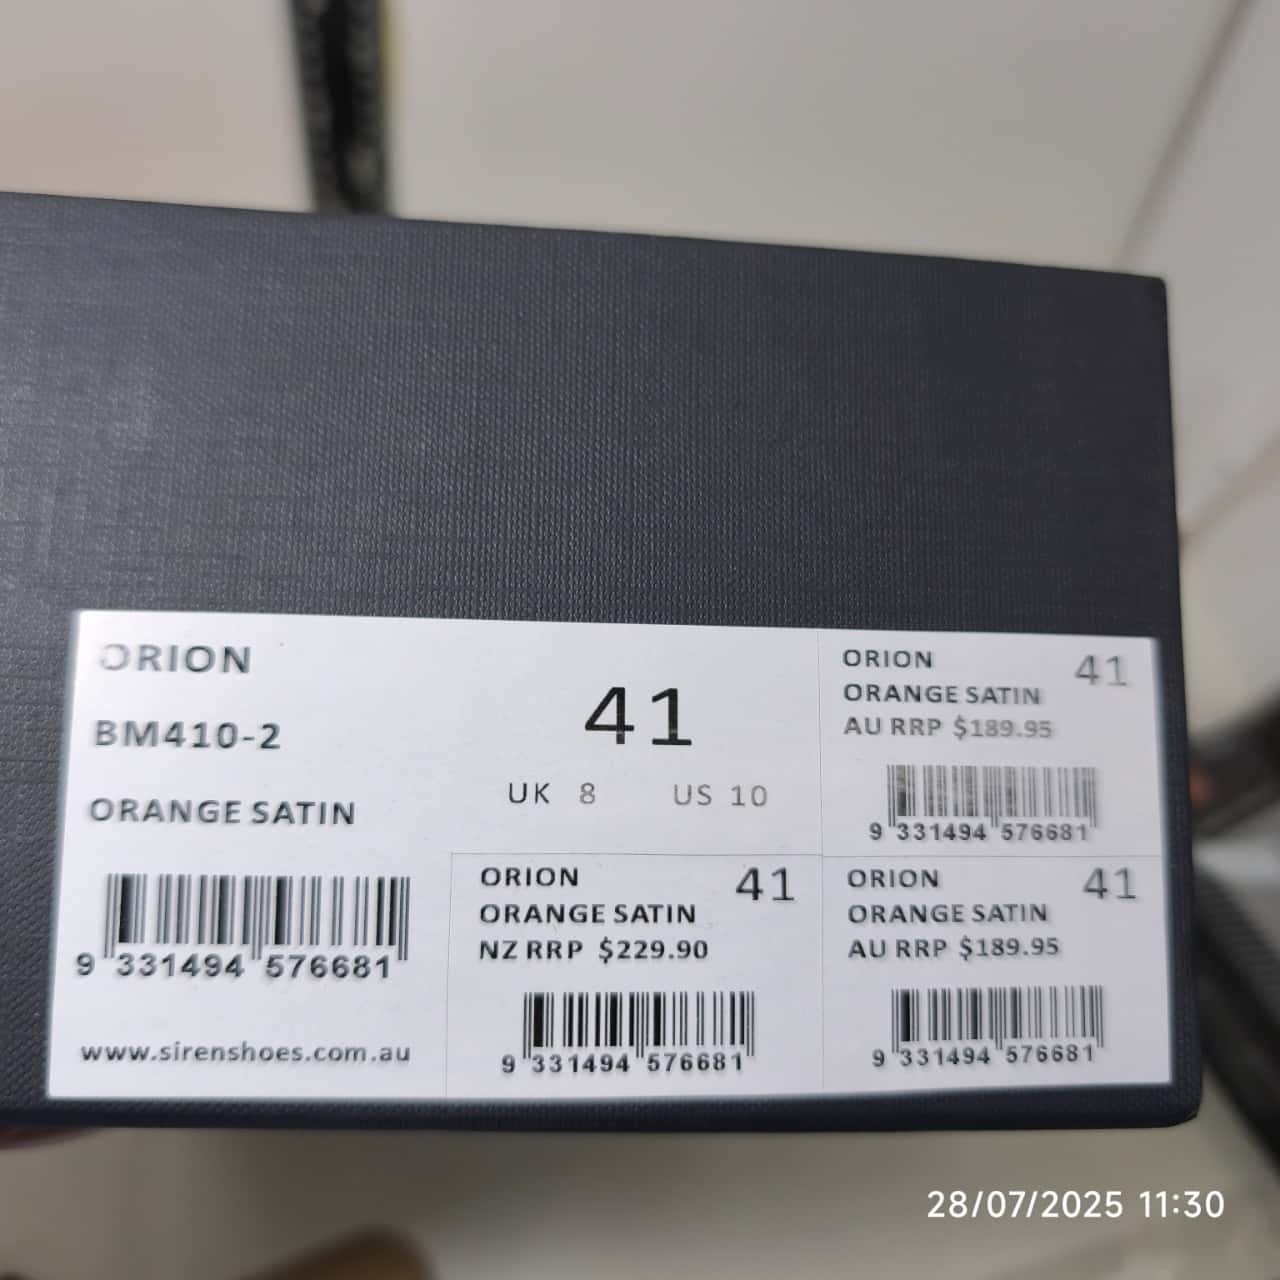 ORION
BM410-2
ORANGE SATIN
9 331494 576681
www.sirenshoes.com.au
41
UK 8 US 10
ORION 41
ORANGE SATIN
NZ RRP $229.90
9 331494 576681
ORION 41
ORANGE SATIN
AU RRP $189.95
9 331494 576681
ORION 41
ORANGE SATIN
AU RRP $189.95
9 331494 576681
28/07/2025 11:30